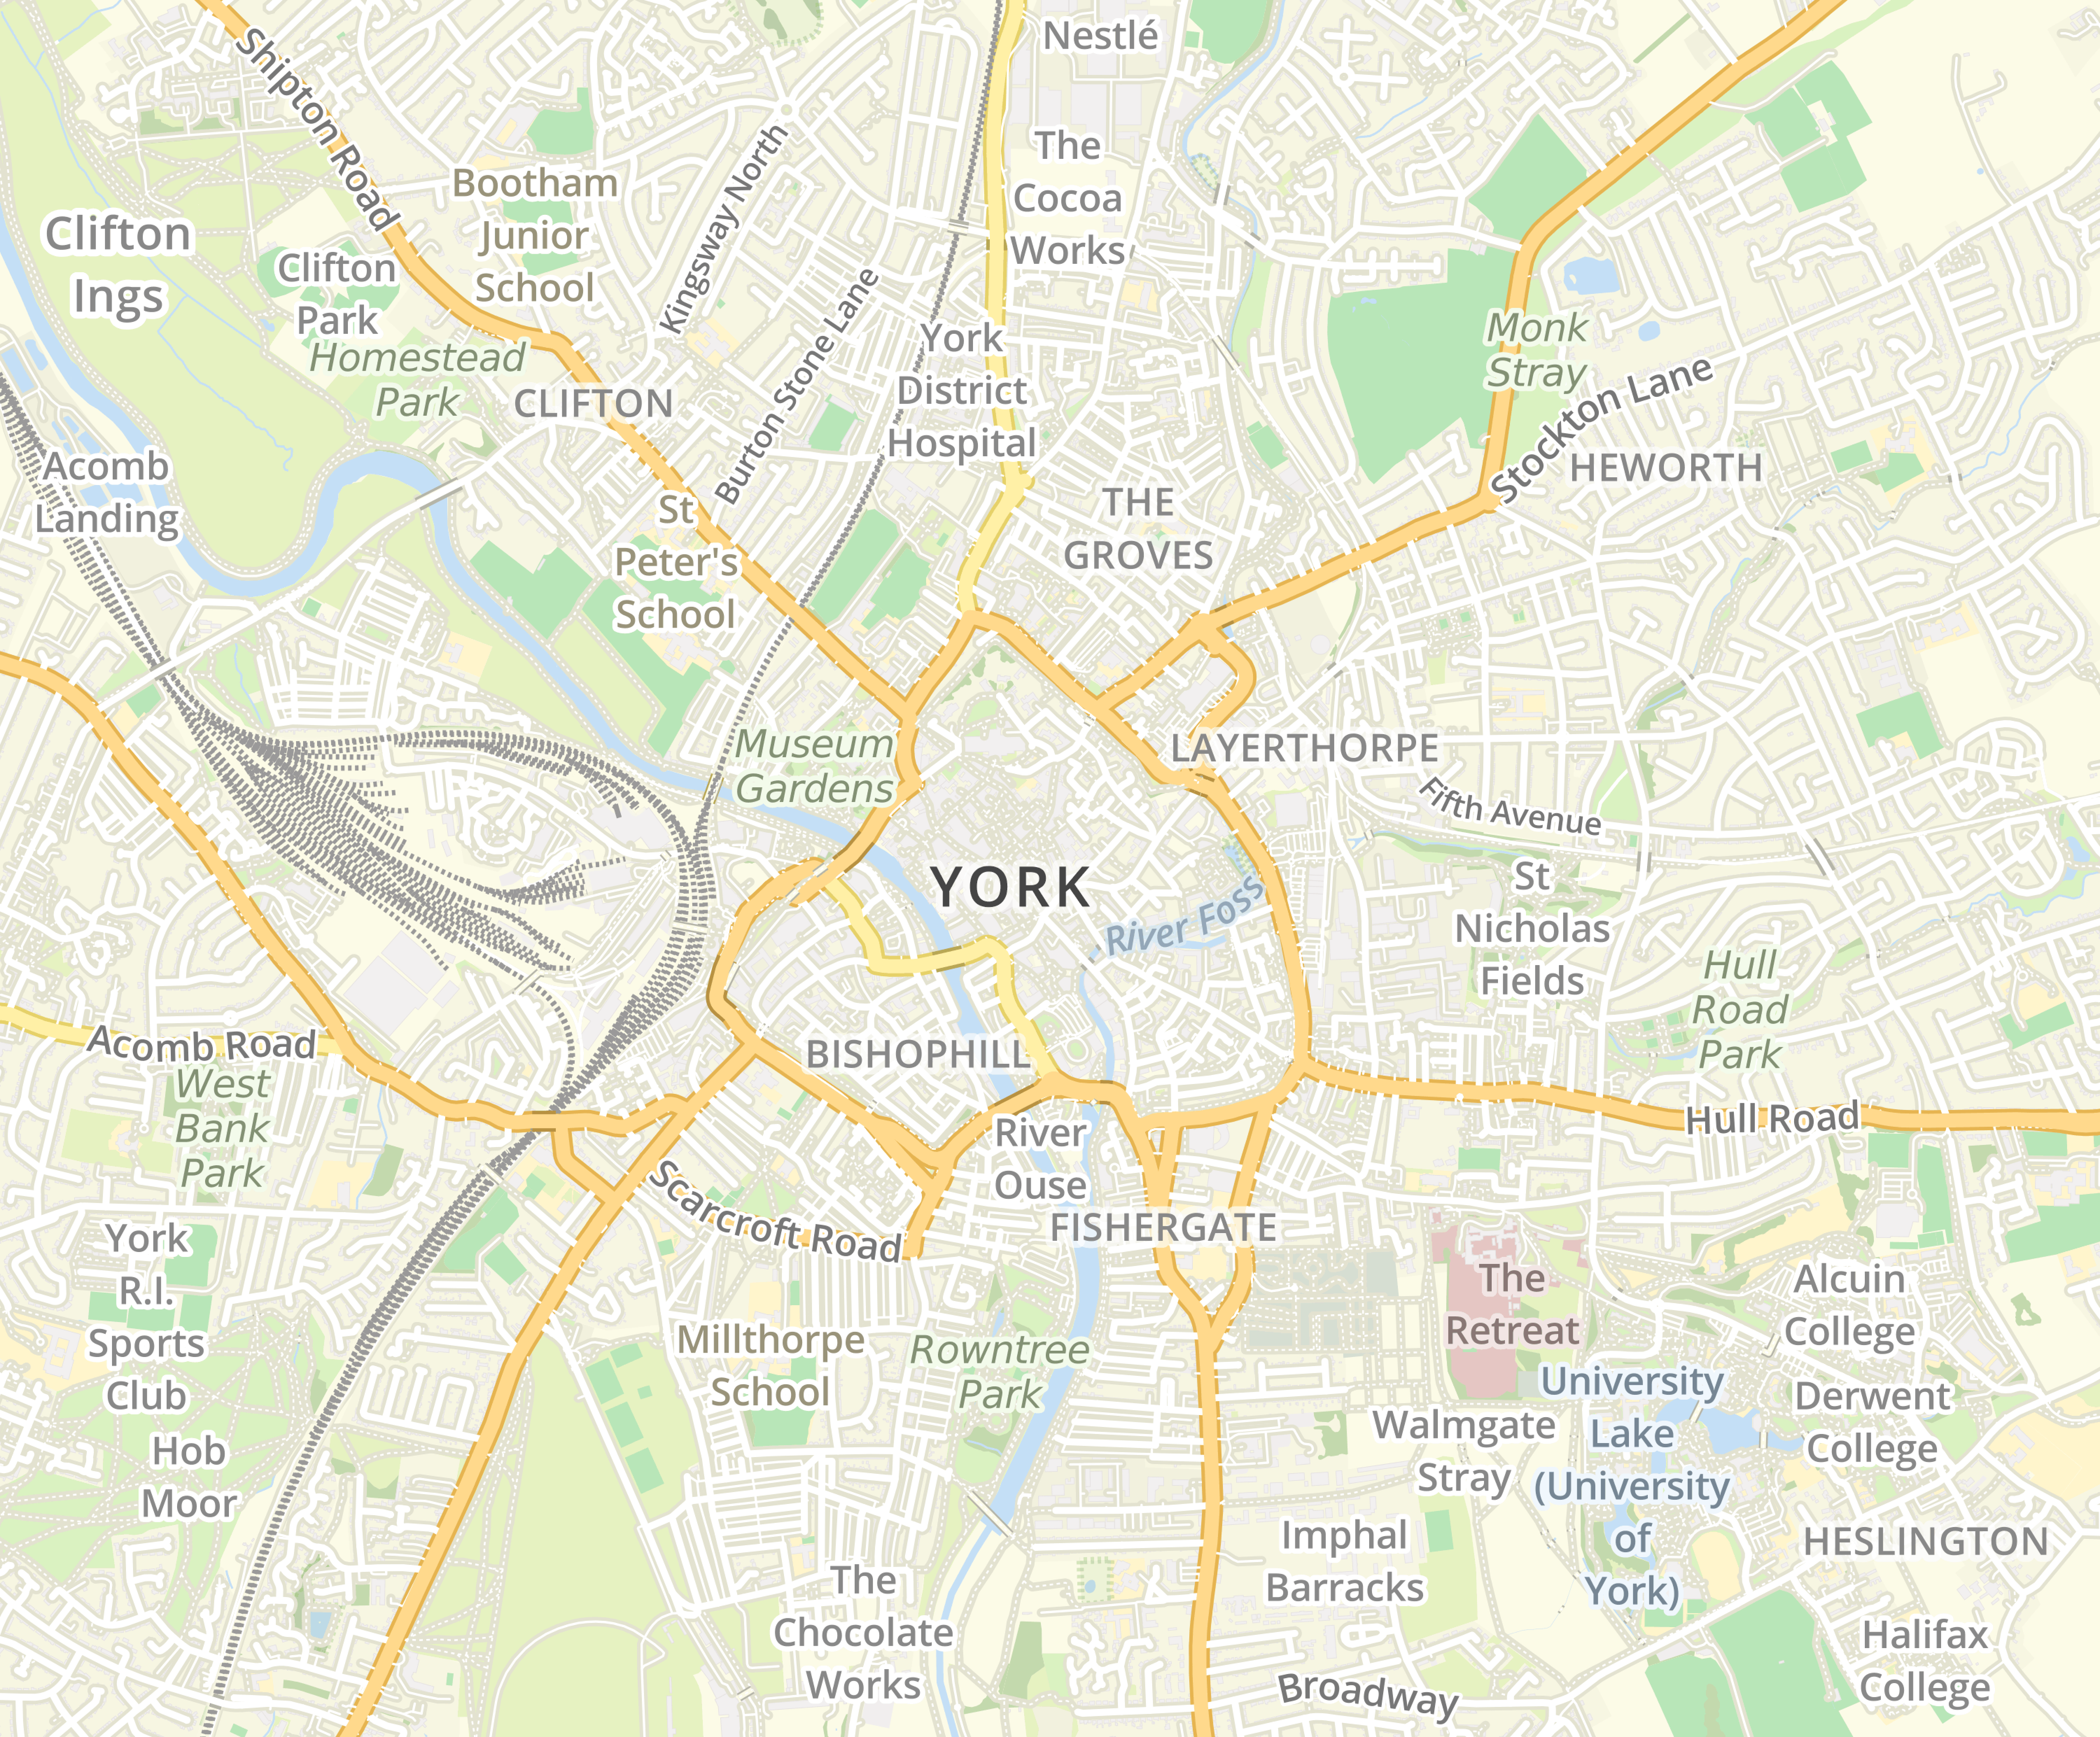 Nestlé
Shipton Road
The
Cocoa
Works
Bootham
Junior
School
Kingsway North
Clifton
Ings
Clifton
Park
Homestead
Park
CLIFTON
Burton Stone Lane
York
District
Hospital
Monk
Stray
Stockton Lane
HEWORTH
Acomb
Landing
St
Peter's
School
THE
GROVES
Museum
Gardens
LAYERTHORPE
Fifth Avenue
YORK
River Foss
St
Nicholas
Fields
Hull
Road
Park
Acomb Road
BISHOPHILL
West
Bank
Park
Hull Road
River
Ouse
Scarcroft Road
FISHERGATE
York
R.I.
Sports
Club
The
Retreat
Alcuin
College
Millthorpe
School
Rowntree
Park
University
Lake
(University
of
York)
Derwent
College
Walmgate
Stray
Hob
Moor
Imphal
Barracks
HESLINGTON
The
Chocolate
Works
Halifax
College
Broadway